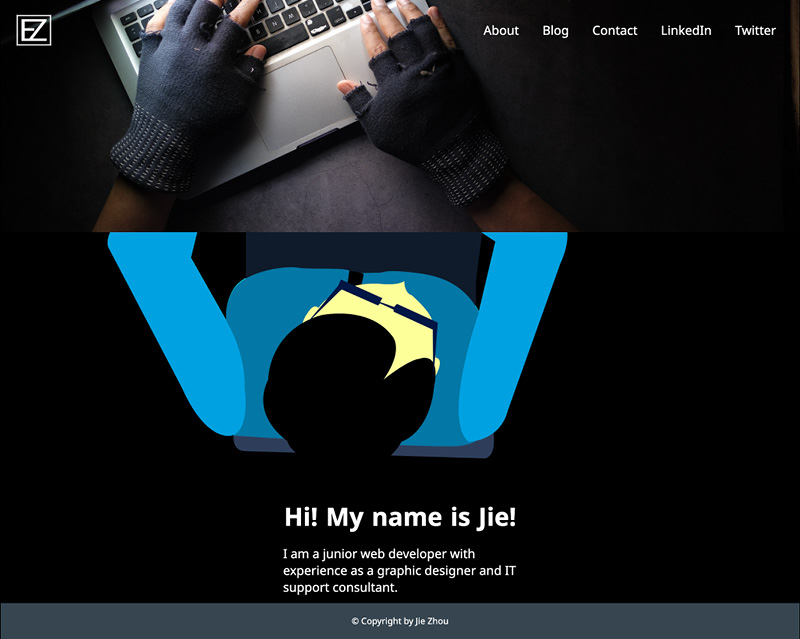 EZ
About Blog Contact LinkedIn Twitter
Hi! My name is Jie!
I am a junior web developer with
experience as a graphic designer and IT
support consultant.
© Copyright by Jie Zhou